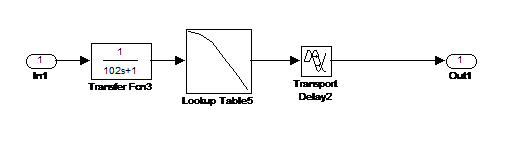 1
In1
1
102s+1
Transfer Fcn3
Lookup Table5
Transport
Delay2
1
Out1